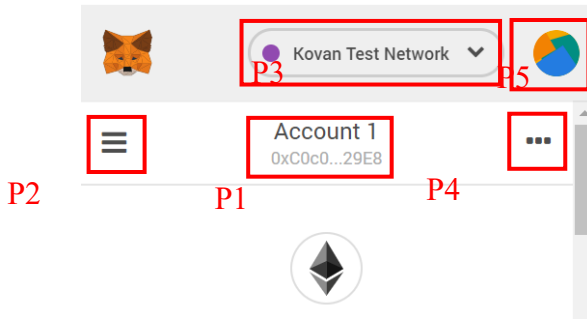 Kovan Test Network
P3
P5
Account 1
0xC0c0...29E8
P2
P1
P4